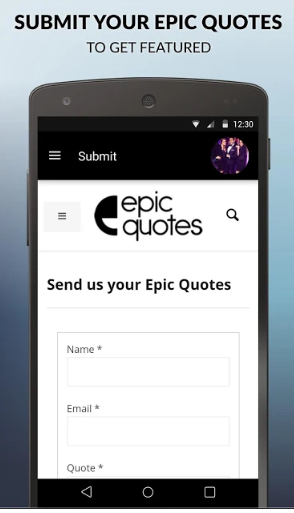 SUBMIT YOUR EPIC QUOTES
TO GET FEATURED
12:30
Submit
epic
quotes
Send us your Epic Quotes
Name *
Email *
Quote *